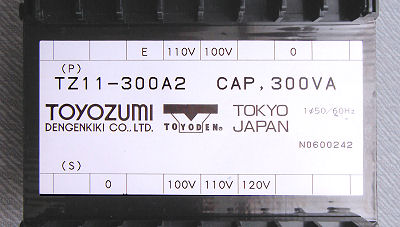 E 110V 100V 0
(P)
TZ11-300A2 CAP, 300VA
TOYOZUMI TOKYO
DENGENKIKI CO., LTD. TOYODEN® JAPAN 1φ50/60Hz
N0600242
(S)
0 100V 110V 120V